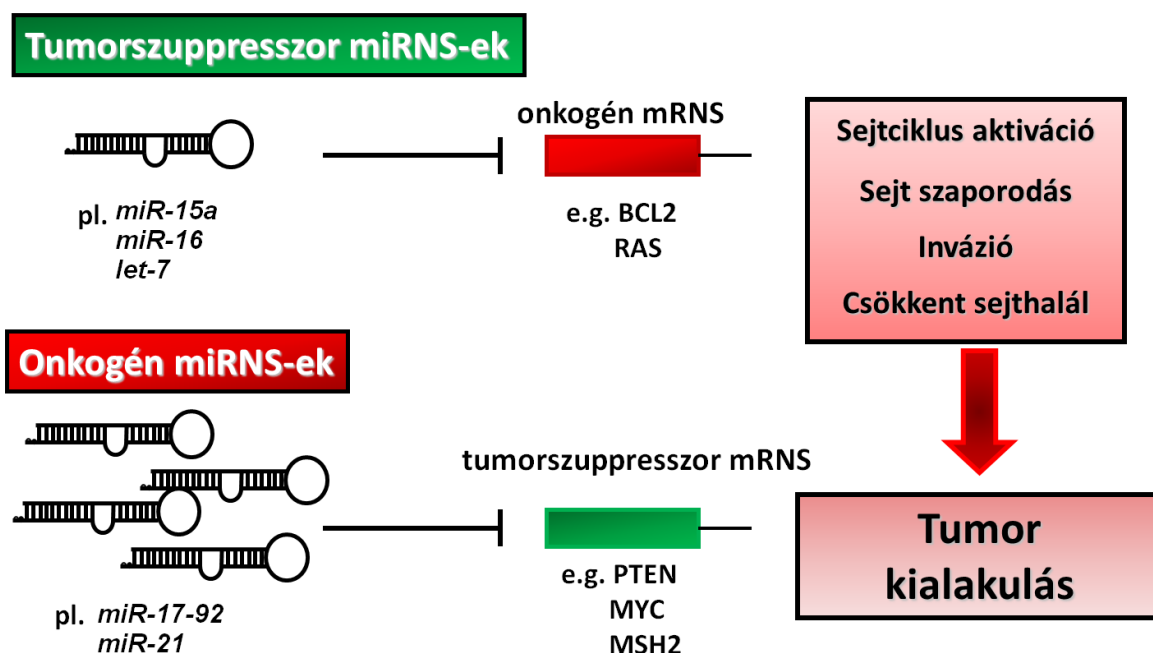 Tumorszuppresszor miRNS-ek
pl. miR-15a
miR-16
let-7
onkogén mRNS
e.g. BCL2
RAS
Sejtciklus aktiváció
Sejt szaporodás
Invázió
Csökkent sejthalál
Onkogén miRNS-ek
pl. miR-17-92
miR-21
tumorszuppresszor mRNS
e.g. PTEN
MYC
MSH2
Tumor
kialakulás